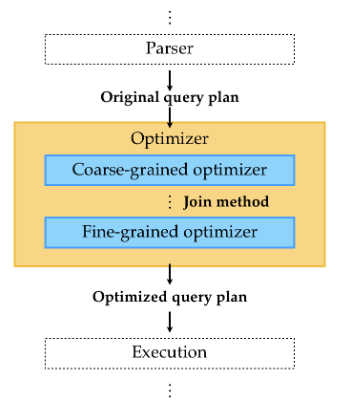 Parser
Original query plan
Optimizer
Coarse-grained optimizer
Join method
Fine-grained optimizer
Optimized query plan
Execution